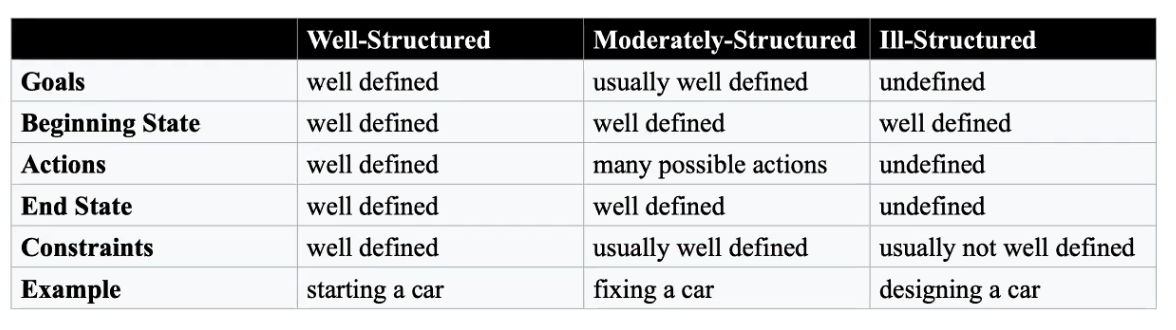 Well-Structured Moderately-Structured Ill-Structured
Goals well defined usually well defined undefined
Beginning State well defined well defined well defined
Actions well defined many possible actions undefined
End State well defined well defined undefined
Constraints well defined usually well defined usually not well defined
Example starting a car fixing a car designing a car